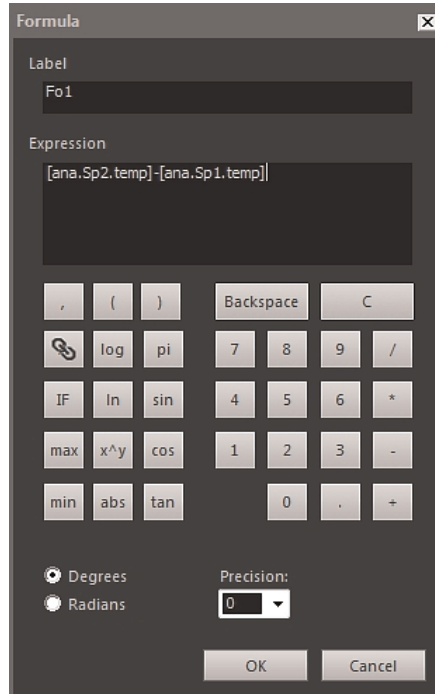 Formula
Label
Fo1
Expression
[ana.Sp2.temp]-[ana.Sp1.temp]
, ( ) Backspace C
log pi 7 8 9 /
IF ln sin 4 5 6 *
max x^y cos 1 2 3 -
min abs tan 0 . +
Degrees Precision:
Radians 0
OK Cancel